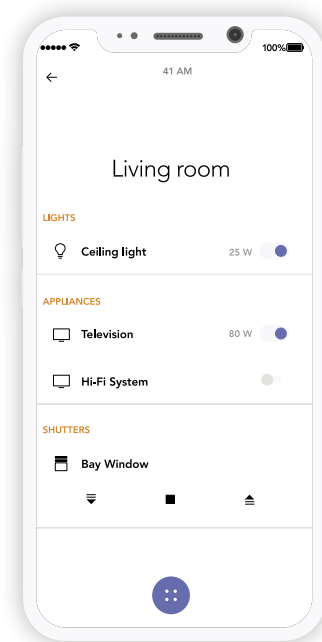 100%
41 AM
Living room
LIGHTS
Ceiling light 25 W
APPLIANCES
Television 80 W
Hi-Fi System
SHUTTERS
Bay Window